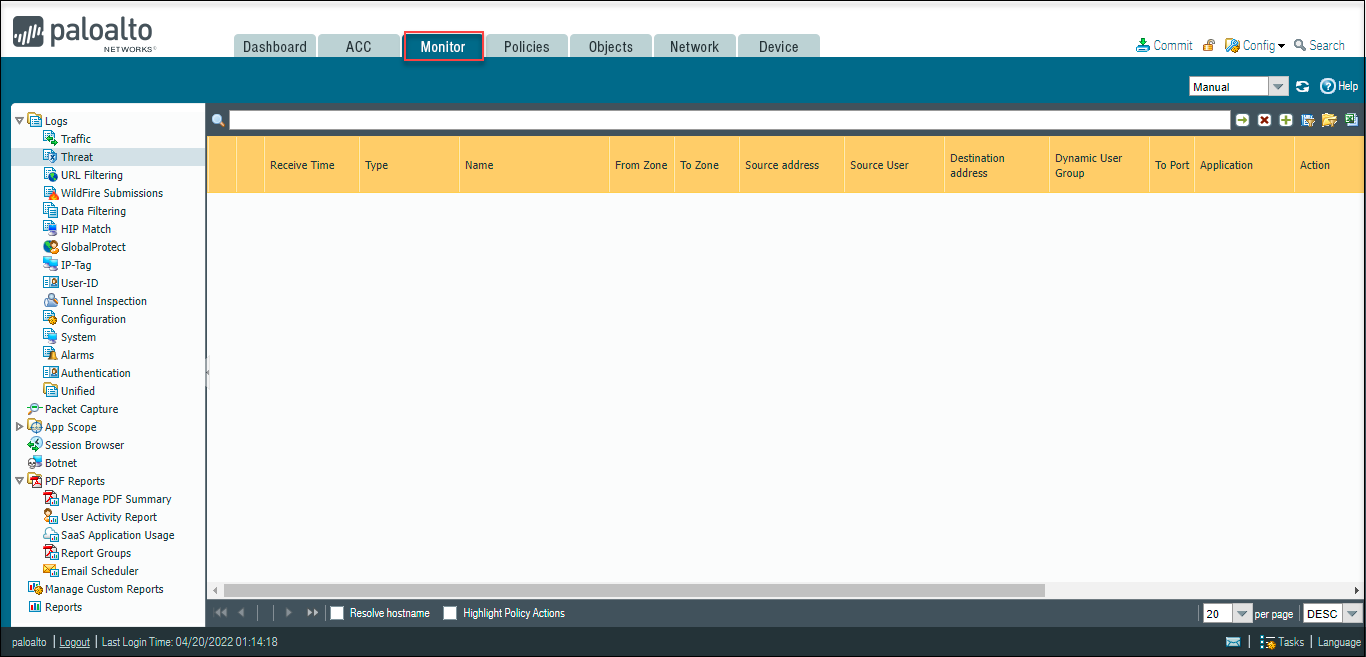 paloalto
NETWORKS®
Dashboard ACC Monitor Policies Objects Network Device
Commit Config Search
Manual Help
Logs
Traffic
Threat
URL Filtering
WildFire Submissions
Data Filtering
HIP Match
GlobalProtect
IP-Tag
User-ID
Tunnel Inspection
Configuration
System
Alarms
Authentication
Unified
Packet Capture
App Scope
Session Browser
Botnet
PDF Reports
Manage PDF Summary
User Activity Report
SaaS Application Usage
Report Groups
Email Scheduler
Manage Custom Reports
Reports
Receive Time Type Name From Zone To Zone Source address Source User Destination address Dynamic User Group To Port Application Action
Resolve hostname Highlight Policy Actions 20 per page DESC
paloalto | Logout | Last Login Time: 04/20/2022 01:14:18 | Tasks | Language